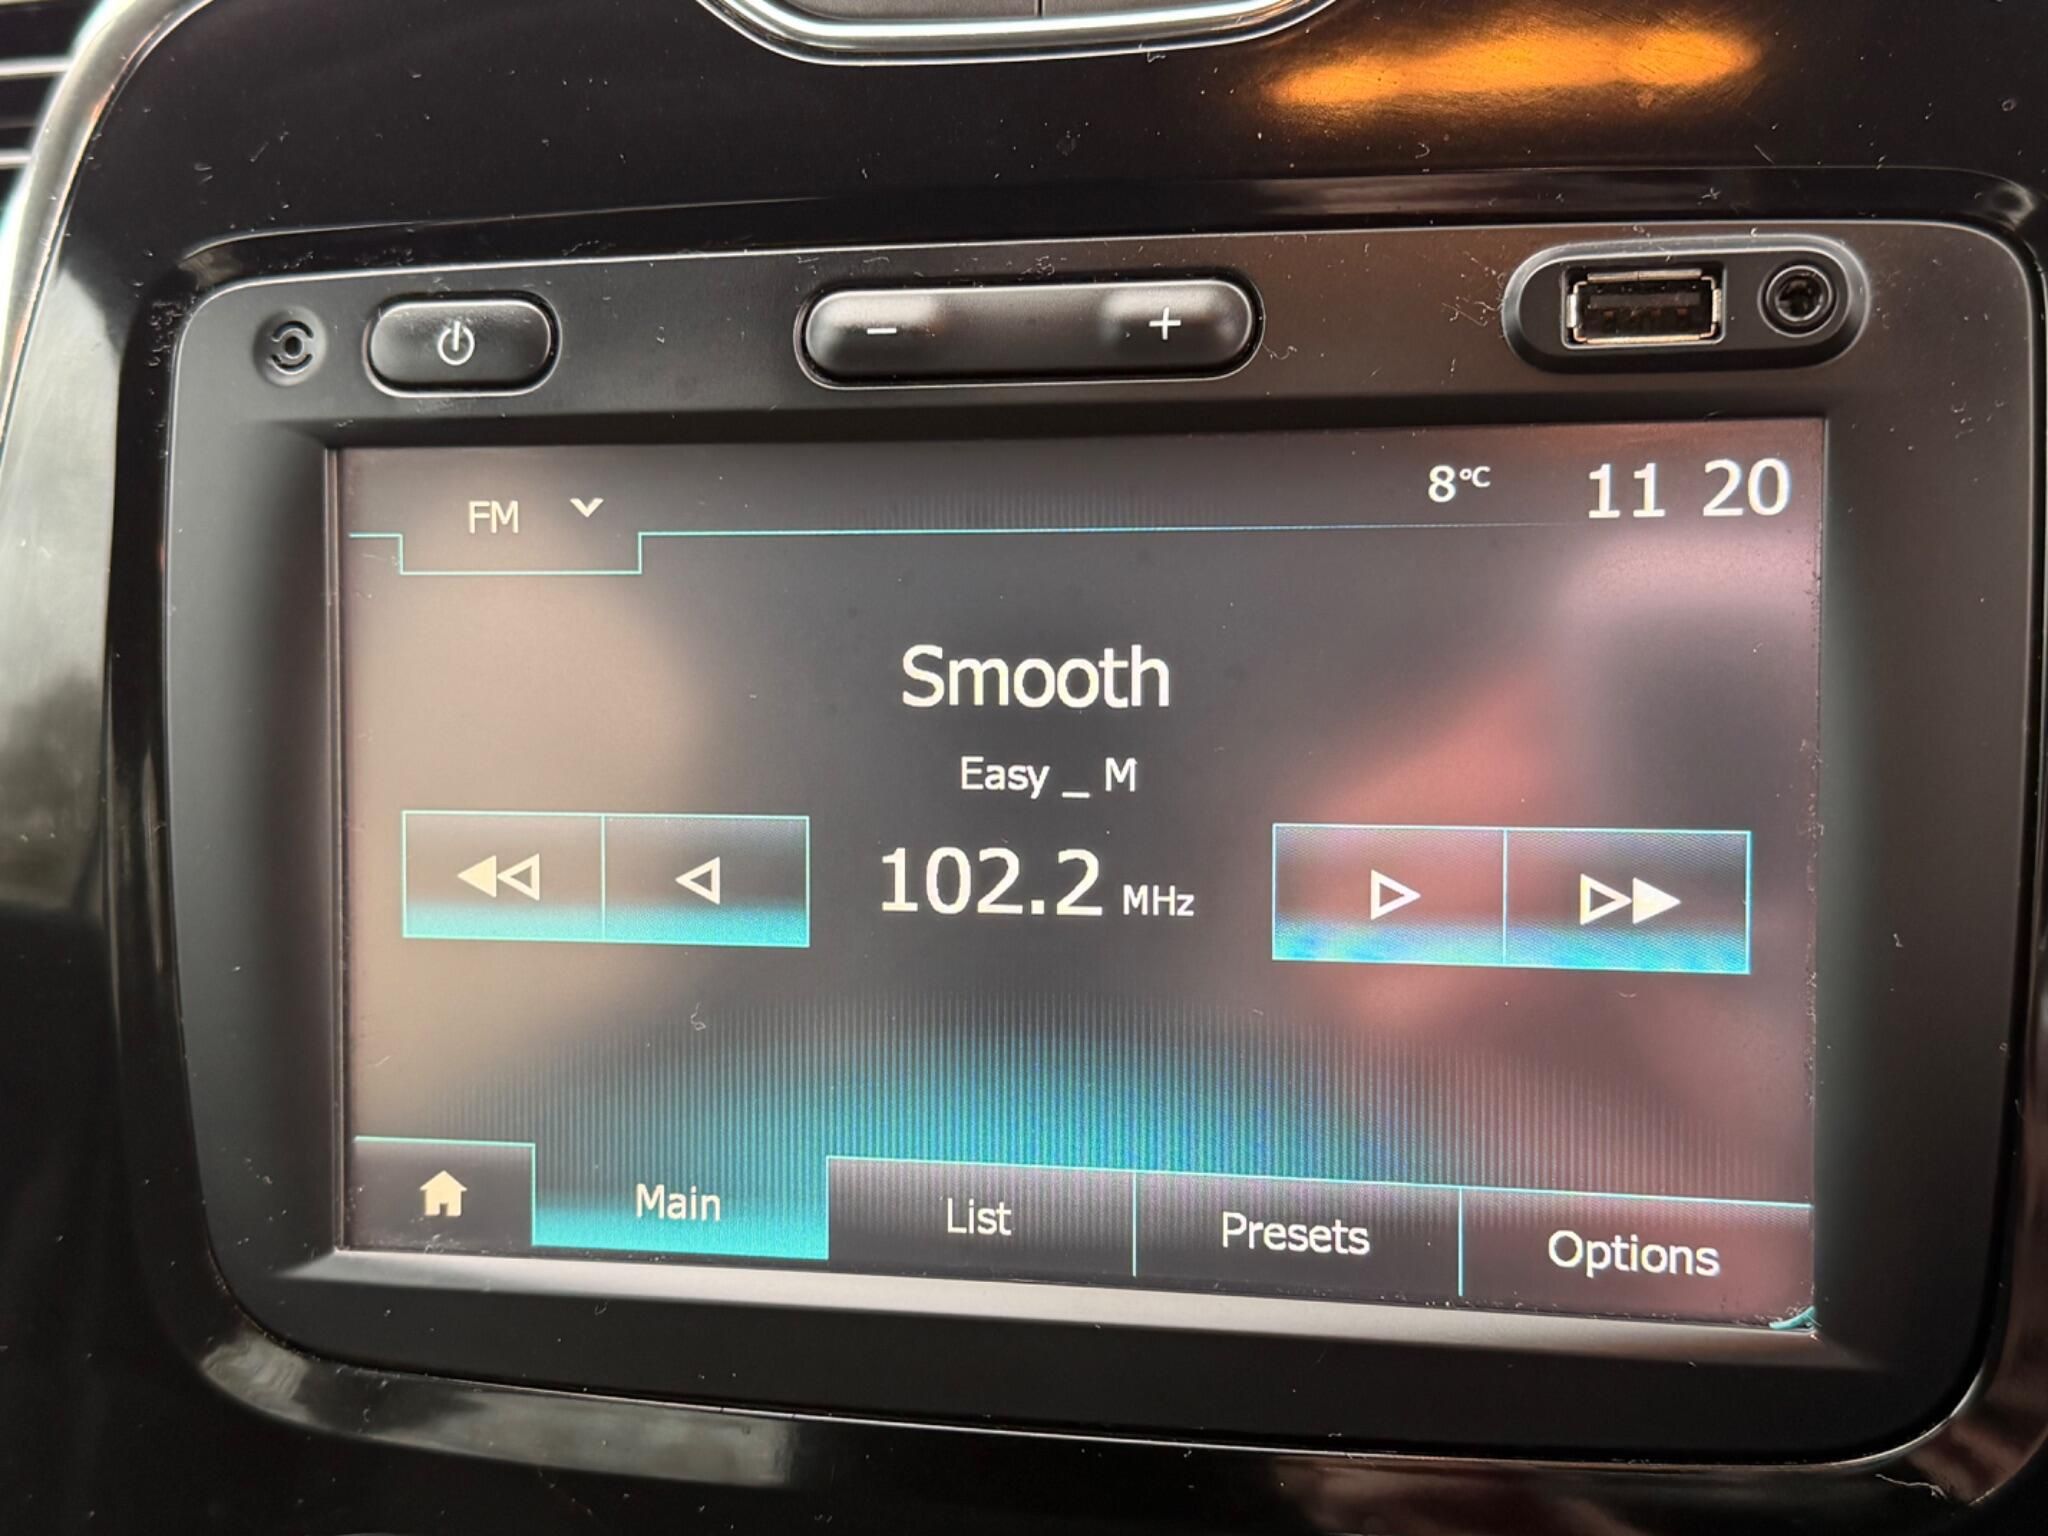 FM
8°C 11 20
Smooth
Easy _ M
102.2 MHz
Main List Presets Options